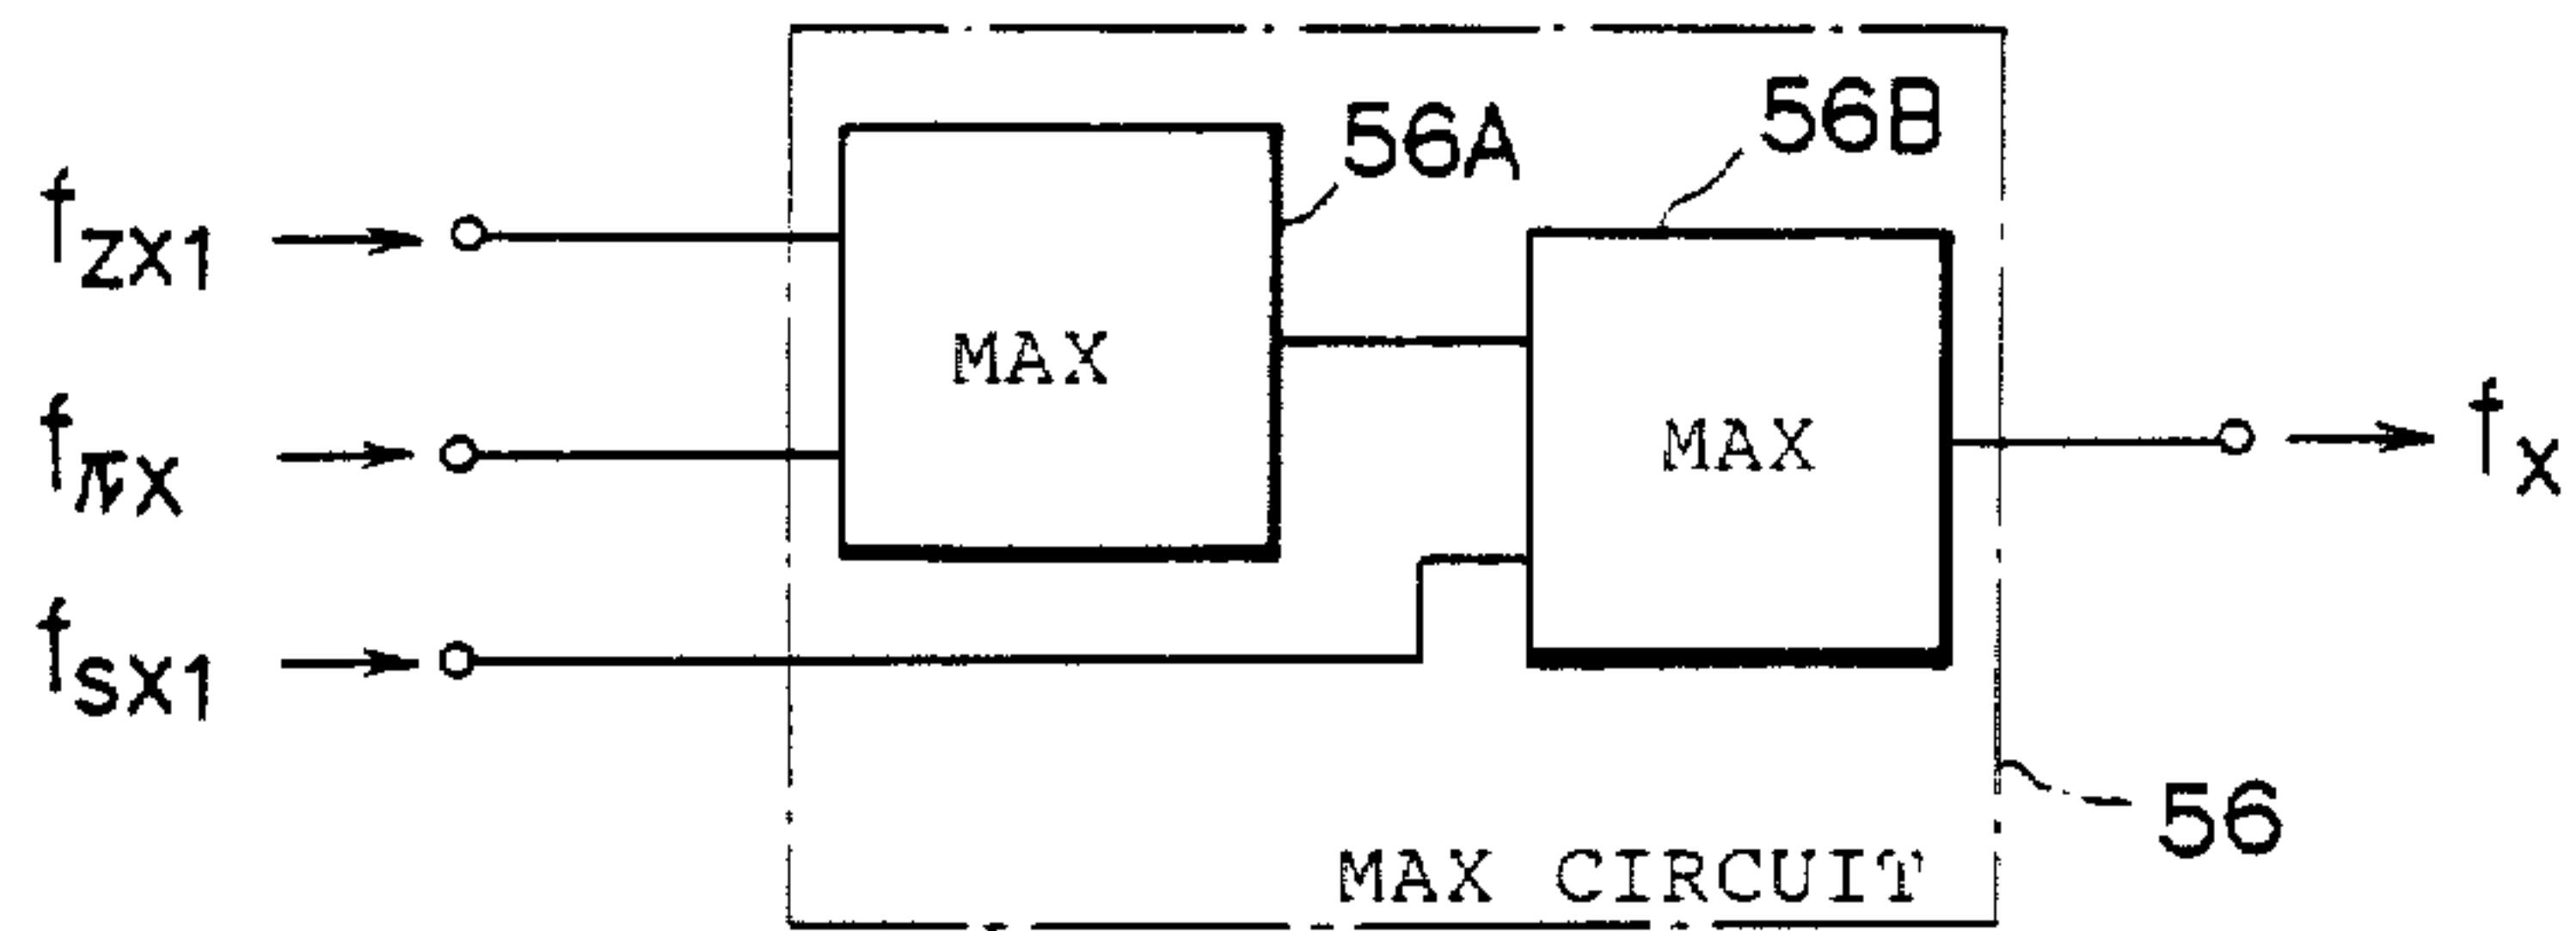 56A
56B
fZX1
MAX
fπX
MAX
fX
fSX1
56
MAX CIRCUIT